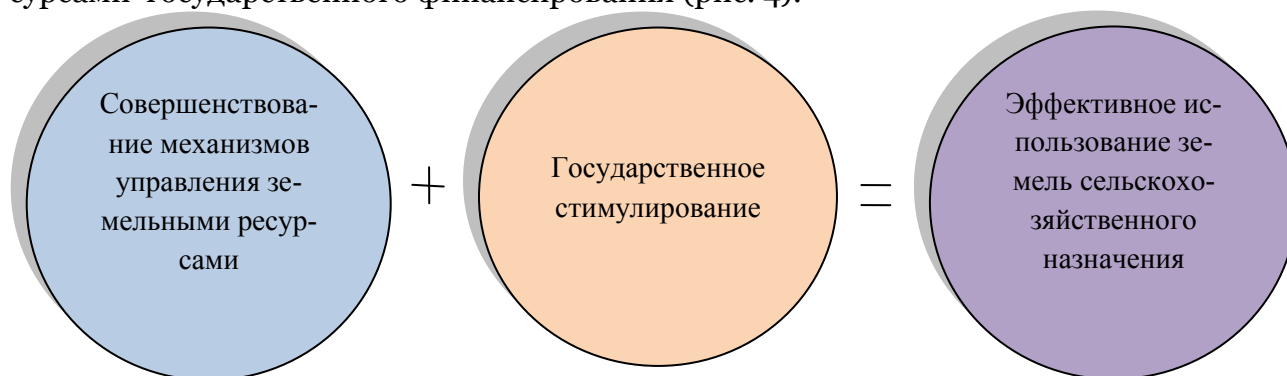 сурсами государственного финансирования (рис. 4).
Совершенствова-
ние механизмов
управления зе-
мельными ресур-
сами
+
Государственное
стимулирование
=
Эффективное ис-
пользование зе-
мель сельскохо-
зяйственного
назначения